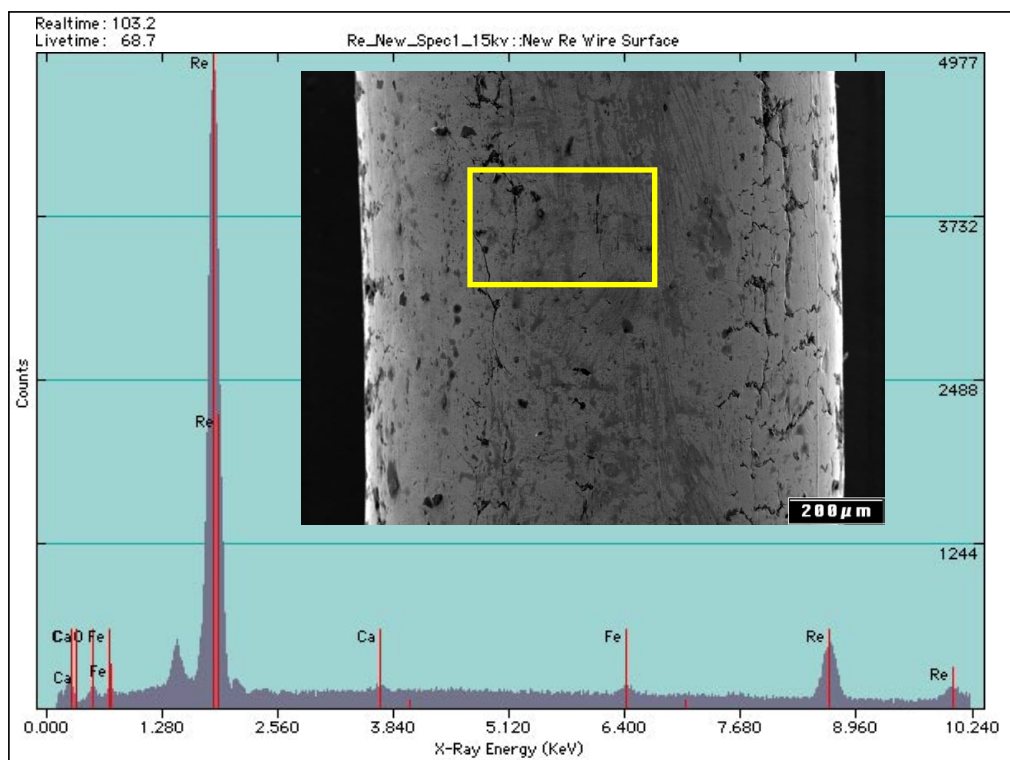 Realtime: 103.2
Livetime: 68.7
Re_New_Spec1_15kv::New Re Wire Surface
Re
4977
3732
2488
1244
Counts
Re
200µm
CaO Fe
Ca
Fe
Ca
Fe
Re
Re
0.000 1.280 2.560 3.840 5.120 6.400 7.680 8.960 10.240
X-Ray Energy (KeV)